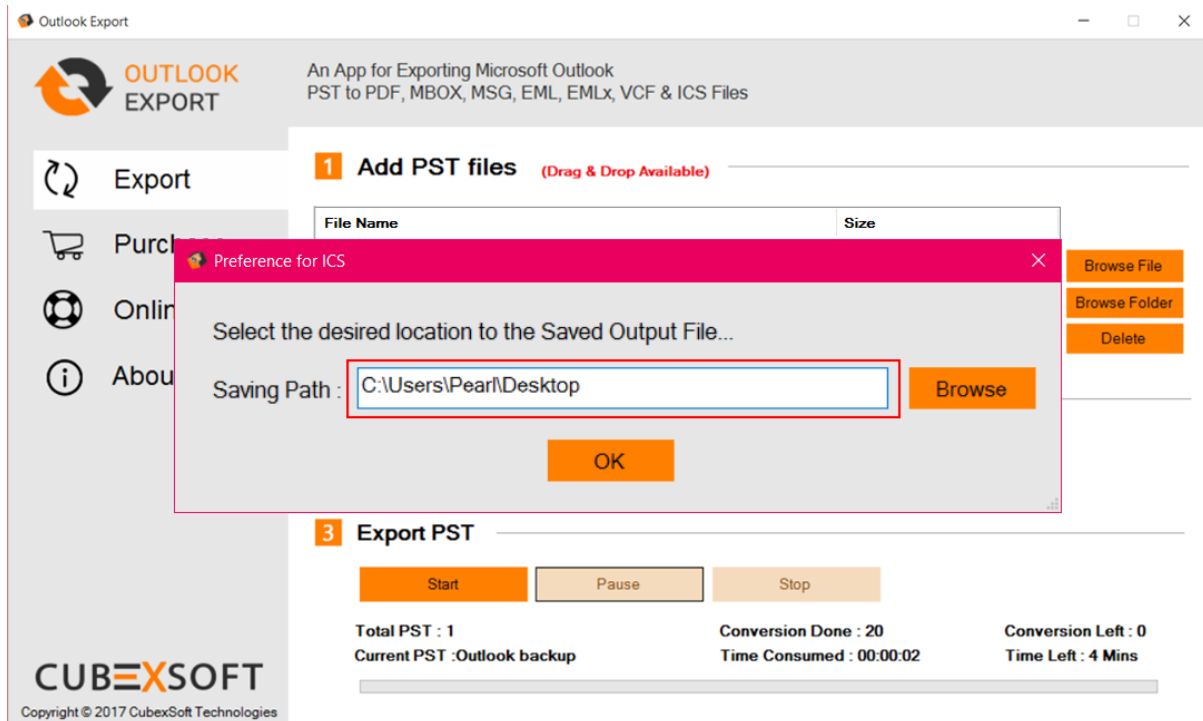 Outlook Export
OUTLOOK
EXPORT
An App for Exporting Microsoft Outlook
PST to PDF, MBOX, MSG, EML, EMLx, VCF & ICS Files
Export
1 Add PST files (Drag & Drop Available)
File Name Size
Preference for ICS
Select the desired location to the Saved Output File...
Saving Path : C:\Users\Pearl\Desktop Browse
OK
Browse File
Browse Folder
Delete
3 Export PST
Start Pause Stop
Total PST : 1 Conversion Done : 20 Conversion Left : 0
Current PST :Outlook backup Time Consumed : 00:00:02 Time Left : 4 Mins
CUBEXSOFT
Copyright © 2017 CubexSoft Technologies